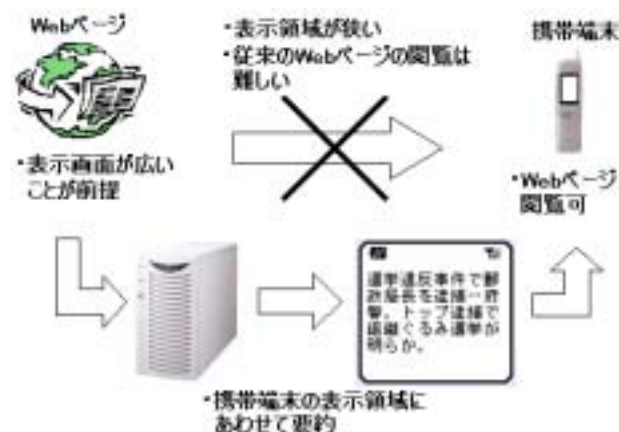 Webページ
・表示領域が狭い
・従来のWebページの閲覧は
難しい
携帯端末
・表示画面が広い
ことが前提
・Webページ
閲覧可
選挙違反事件で郵
政局長を逮捕－府
警。トップ逮捕で
組織ぐるみ選挙が
明らか。
・携帯端末の表示領域に
あわせて要約